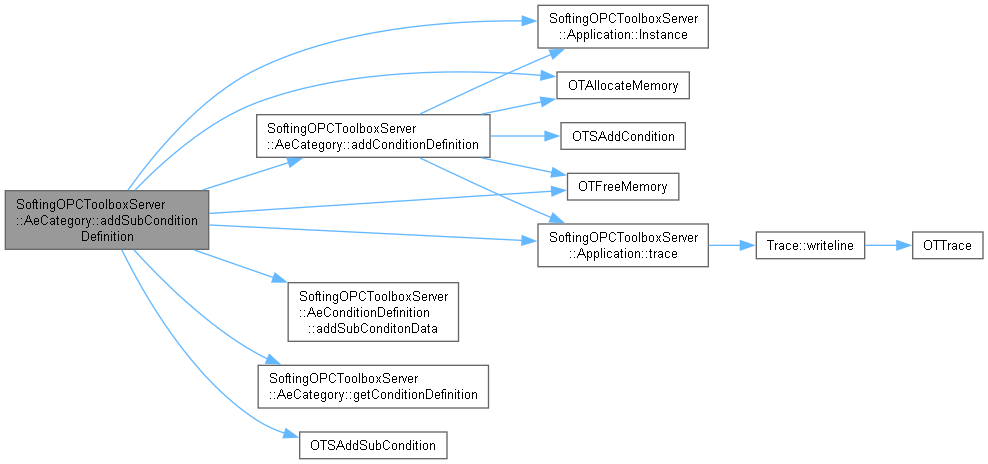 SoftingOPCToolboxServer
::Application::Instance
OTAllocateMemory
SoftingOPCToolboxServer
::AeCategory::addConditionDefinition
OTSAddCondition
OTFreeMemory
SoftingOPCToolboxServer
::AeCategory::addSubCondition
Definition
SoftingOPCToolboxServer
::Application::trace
Trace::writeline
OTTrace
SoftingOPCToolboxServer
::AeConditionDefinition
::addSubConditonData
SoftingOPCToolboxServer
::AeCategory::getConditionDefinition
OTSAddSubCondition